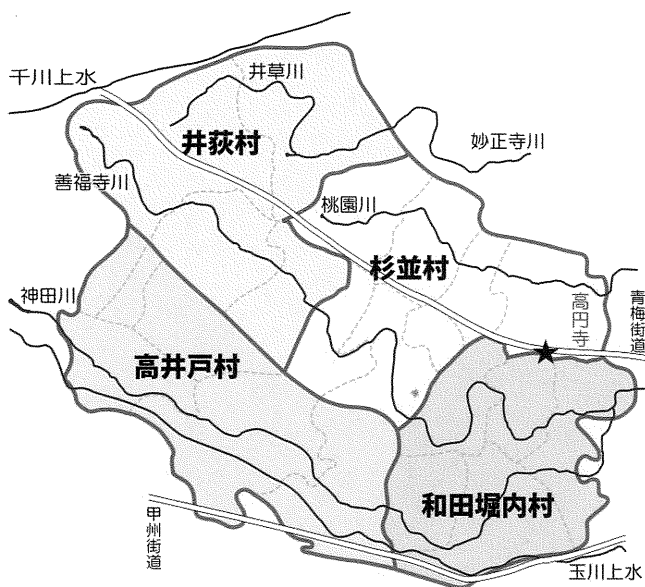 千川上水
井草川
井荻村
妙正寺川
善福寺川
桃園川
杉並村
神田川
高円寺
青梅街道
高井戸村
和田堀内村
甲州街道
玉川上水